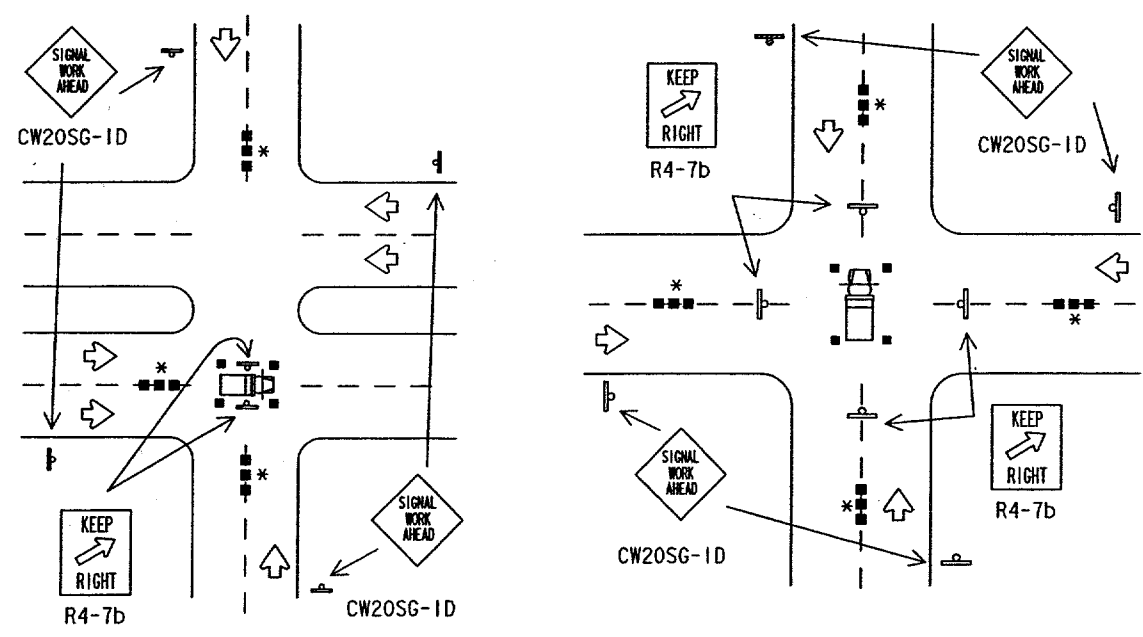 SIGNAL
WORK
AHEAD
CW20SG-1D
*
*
*
*
KEEP
RIGHT
R4-7b
SIGNAL
WORK
AHEAD
CW20SG-1D
KEEP
RIGHT
R4-7b
*
SIGNAL
WORK
AHEAD
CW20SG-1D
*
*
SIGNAL
WORK
AHEAD
CW20SG-1D
*
KEEP
RIGHT
R4-7b